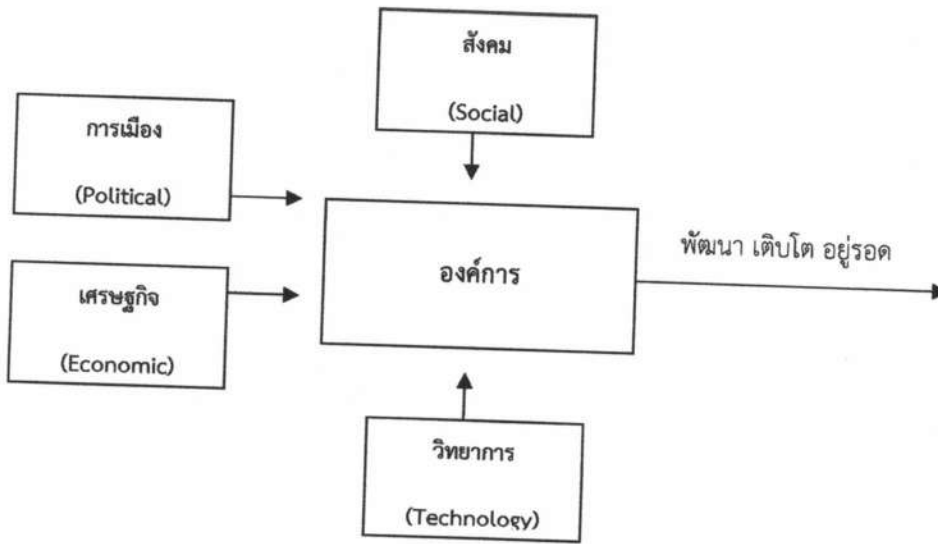 สังคม
(Social)
การเมือง
(Political)
เศรษฐกิจ
(Economic)
องค์การ
พัฒนา เติบโต อยู่รอด
วิทยาการ
(Technology)